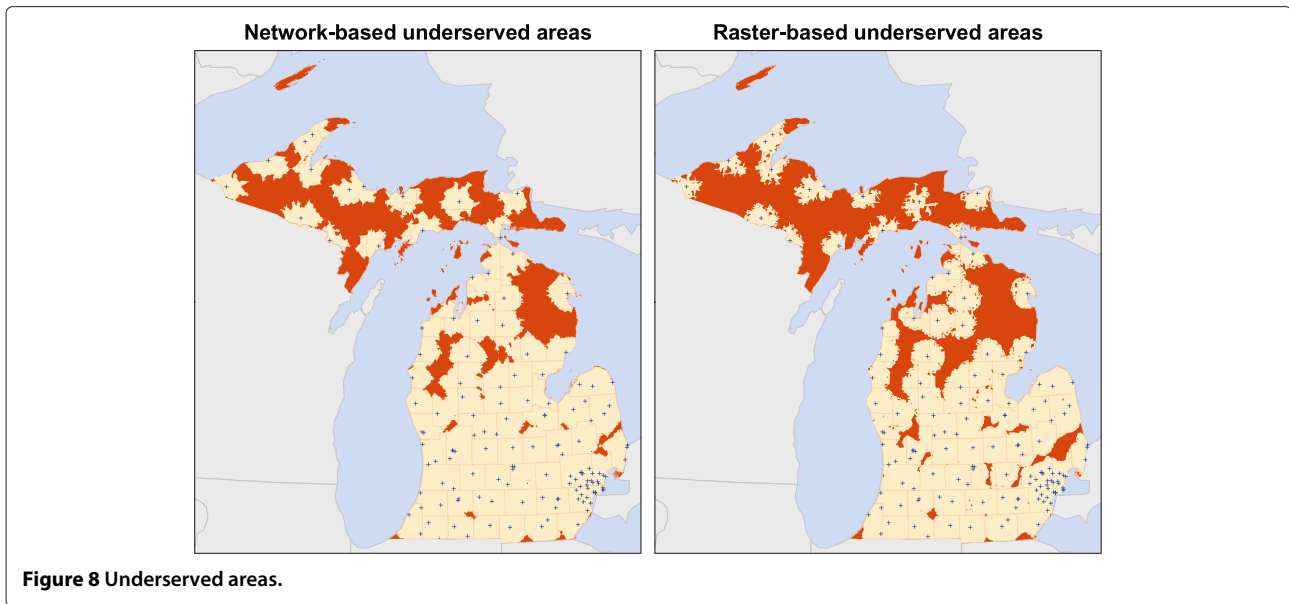 Network-based underserved areas
Raster-based underserved areas
Figure 8 Underserved areas.